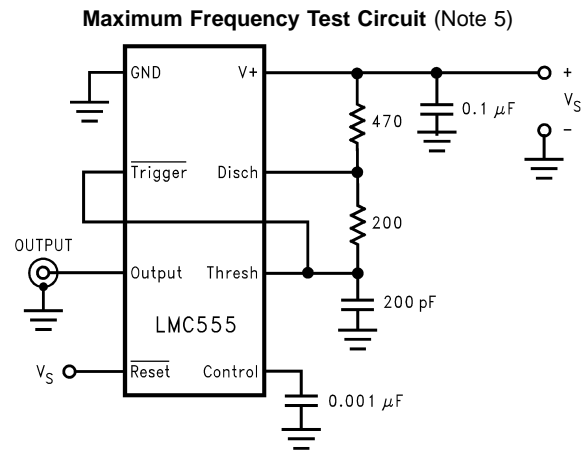 Maximum Frequency Test Circuit (Note 5)
GND
V+
470
0.1 μF
+
V_S
-
Trigger
Disch
200
OUTPUT
Output
Thresh
200 pF
LMC555
V_S
Reset
Control
0.001 μF